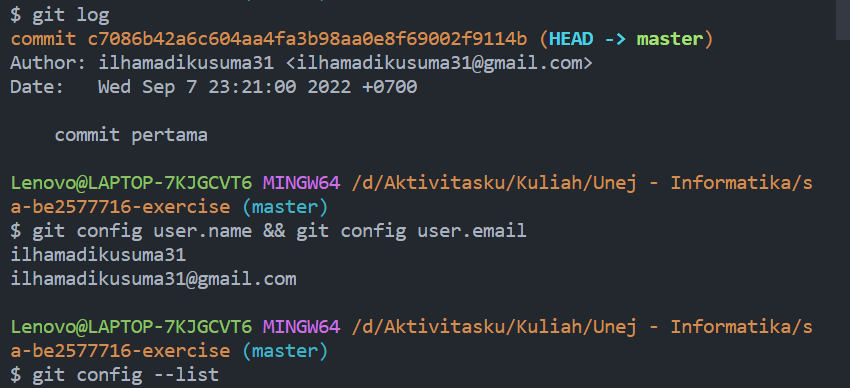 $ git log
commit c7086b42a6c604aa4fa3b98aa0e8f69002f9114b (HEAD -> master)
Author: ilhamadikusuma31 <ilhamadikusuma31@gmail.com>
Date:   Wed Sep 7 23:21:00 2022 +0700
    commit pertama
Lenovo@LAPTOP-7KJGCVT6 MINGW64 /d/Aktivitasku/Kuliah/Unej - Informatika/s
a-be2577716-exercise (master)
$ git config user.name && git config user.email
ilhamadikusuma31
ilhamadikusuma31@gmail.com
Lenovo@LAPTOP-7KJGCVT6 MINGW64 /d/Aktivitasku/Kuliah/Unej - Informatika/s
a-be2577716-exercise (master)
$ git config --list